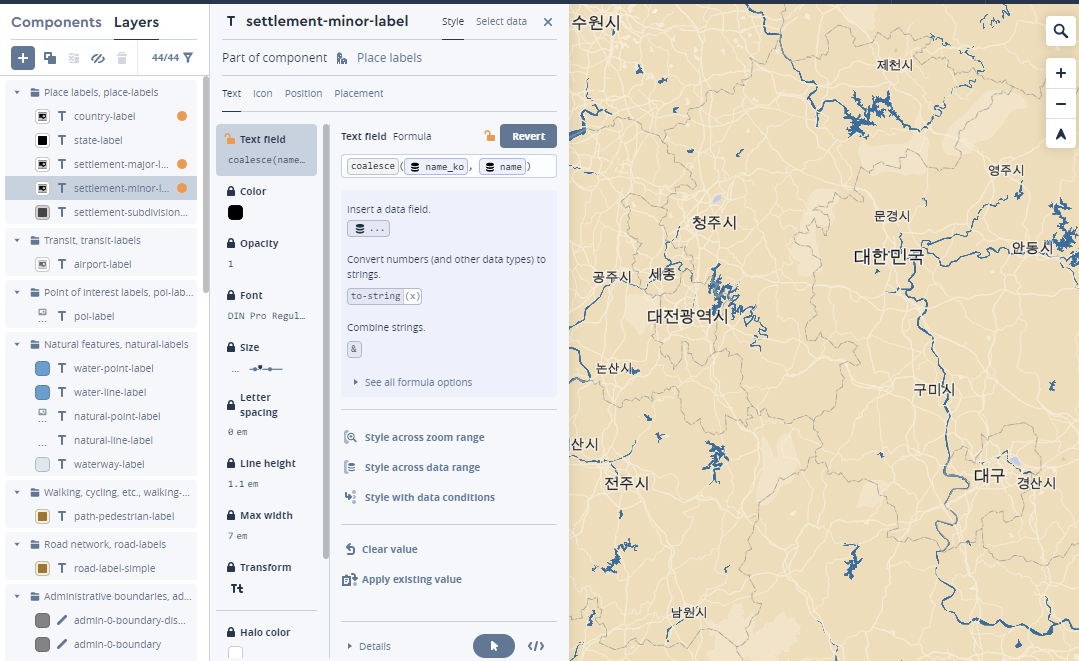 Components Layers
44/44
Place labels, place-labels
country-label
state-label
settlement-major-l...
settlement-minor-l...
settlement-subdivision...
Transit, transit-labels
airport-label
Point of interest labels, poi-lab...
poi-label
Natural features, natural-labels
water-point-label
water-line-label
natural-point-label
natural-line-label
waterway-label
Walking, cycling, etc., walking-...
path-pedestrian-label
Road network, road-labels
road-label-simple
Administrative boundaries, ad...
admin-0-boundary-dis...
admin-0-boundary
settlement-minor-label
Style Select data
Part of component Place labels
Text Icon Position Placement
Text field
coalesce(name…
Color
Opacity
1
Font
DIN Pro Regul…
Size
...
Letter spacing
0 em
Line height
1.1 em
Max width
7 em
Transform
Tt
Halo color
Text field Formula
Revert
coalesce ( name_ko , name )
Insert a data field.
...
Convert numbers (and other data types) to
strings.
to-string (x)
Combine strings.
&
See all formula options
Style across zoom range
Style across data range
Style with data conditions
Clear value
Apply existing value
Details
</>
수원시
제천시
영주시
문경시
청주시
대한민국
안동시
공주시
세종
대전광역시
논산시
구미시
산시
대구
경산시
전주시
남원시